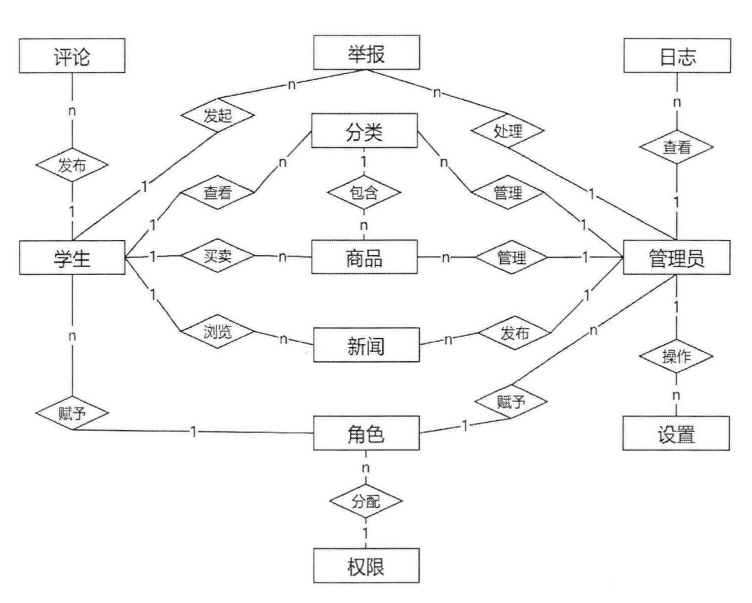 评论
举报
日志
n
n
n
n
发起
分类
处理
查看
发布
1
n
1
n
1
查看
包含
管理
1
1
1
1
n
1
1
学生
1
买卖
n
商品
n
管理
1
管理员
1
1
1
浏览
n
新闻
n
发布
n
n
操作
赋予
赋予
n
1
角色
1
设置
n
分配
1
权限